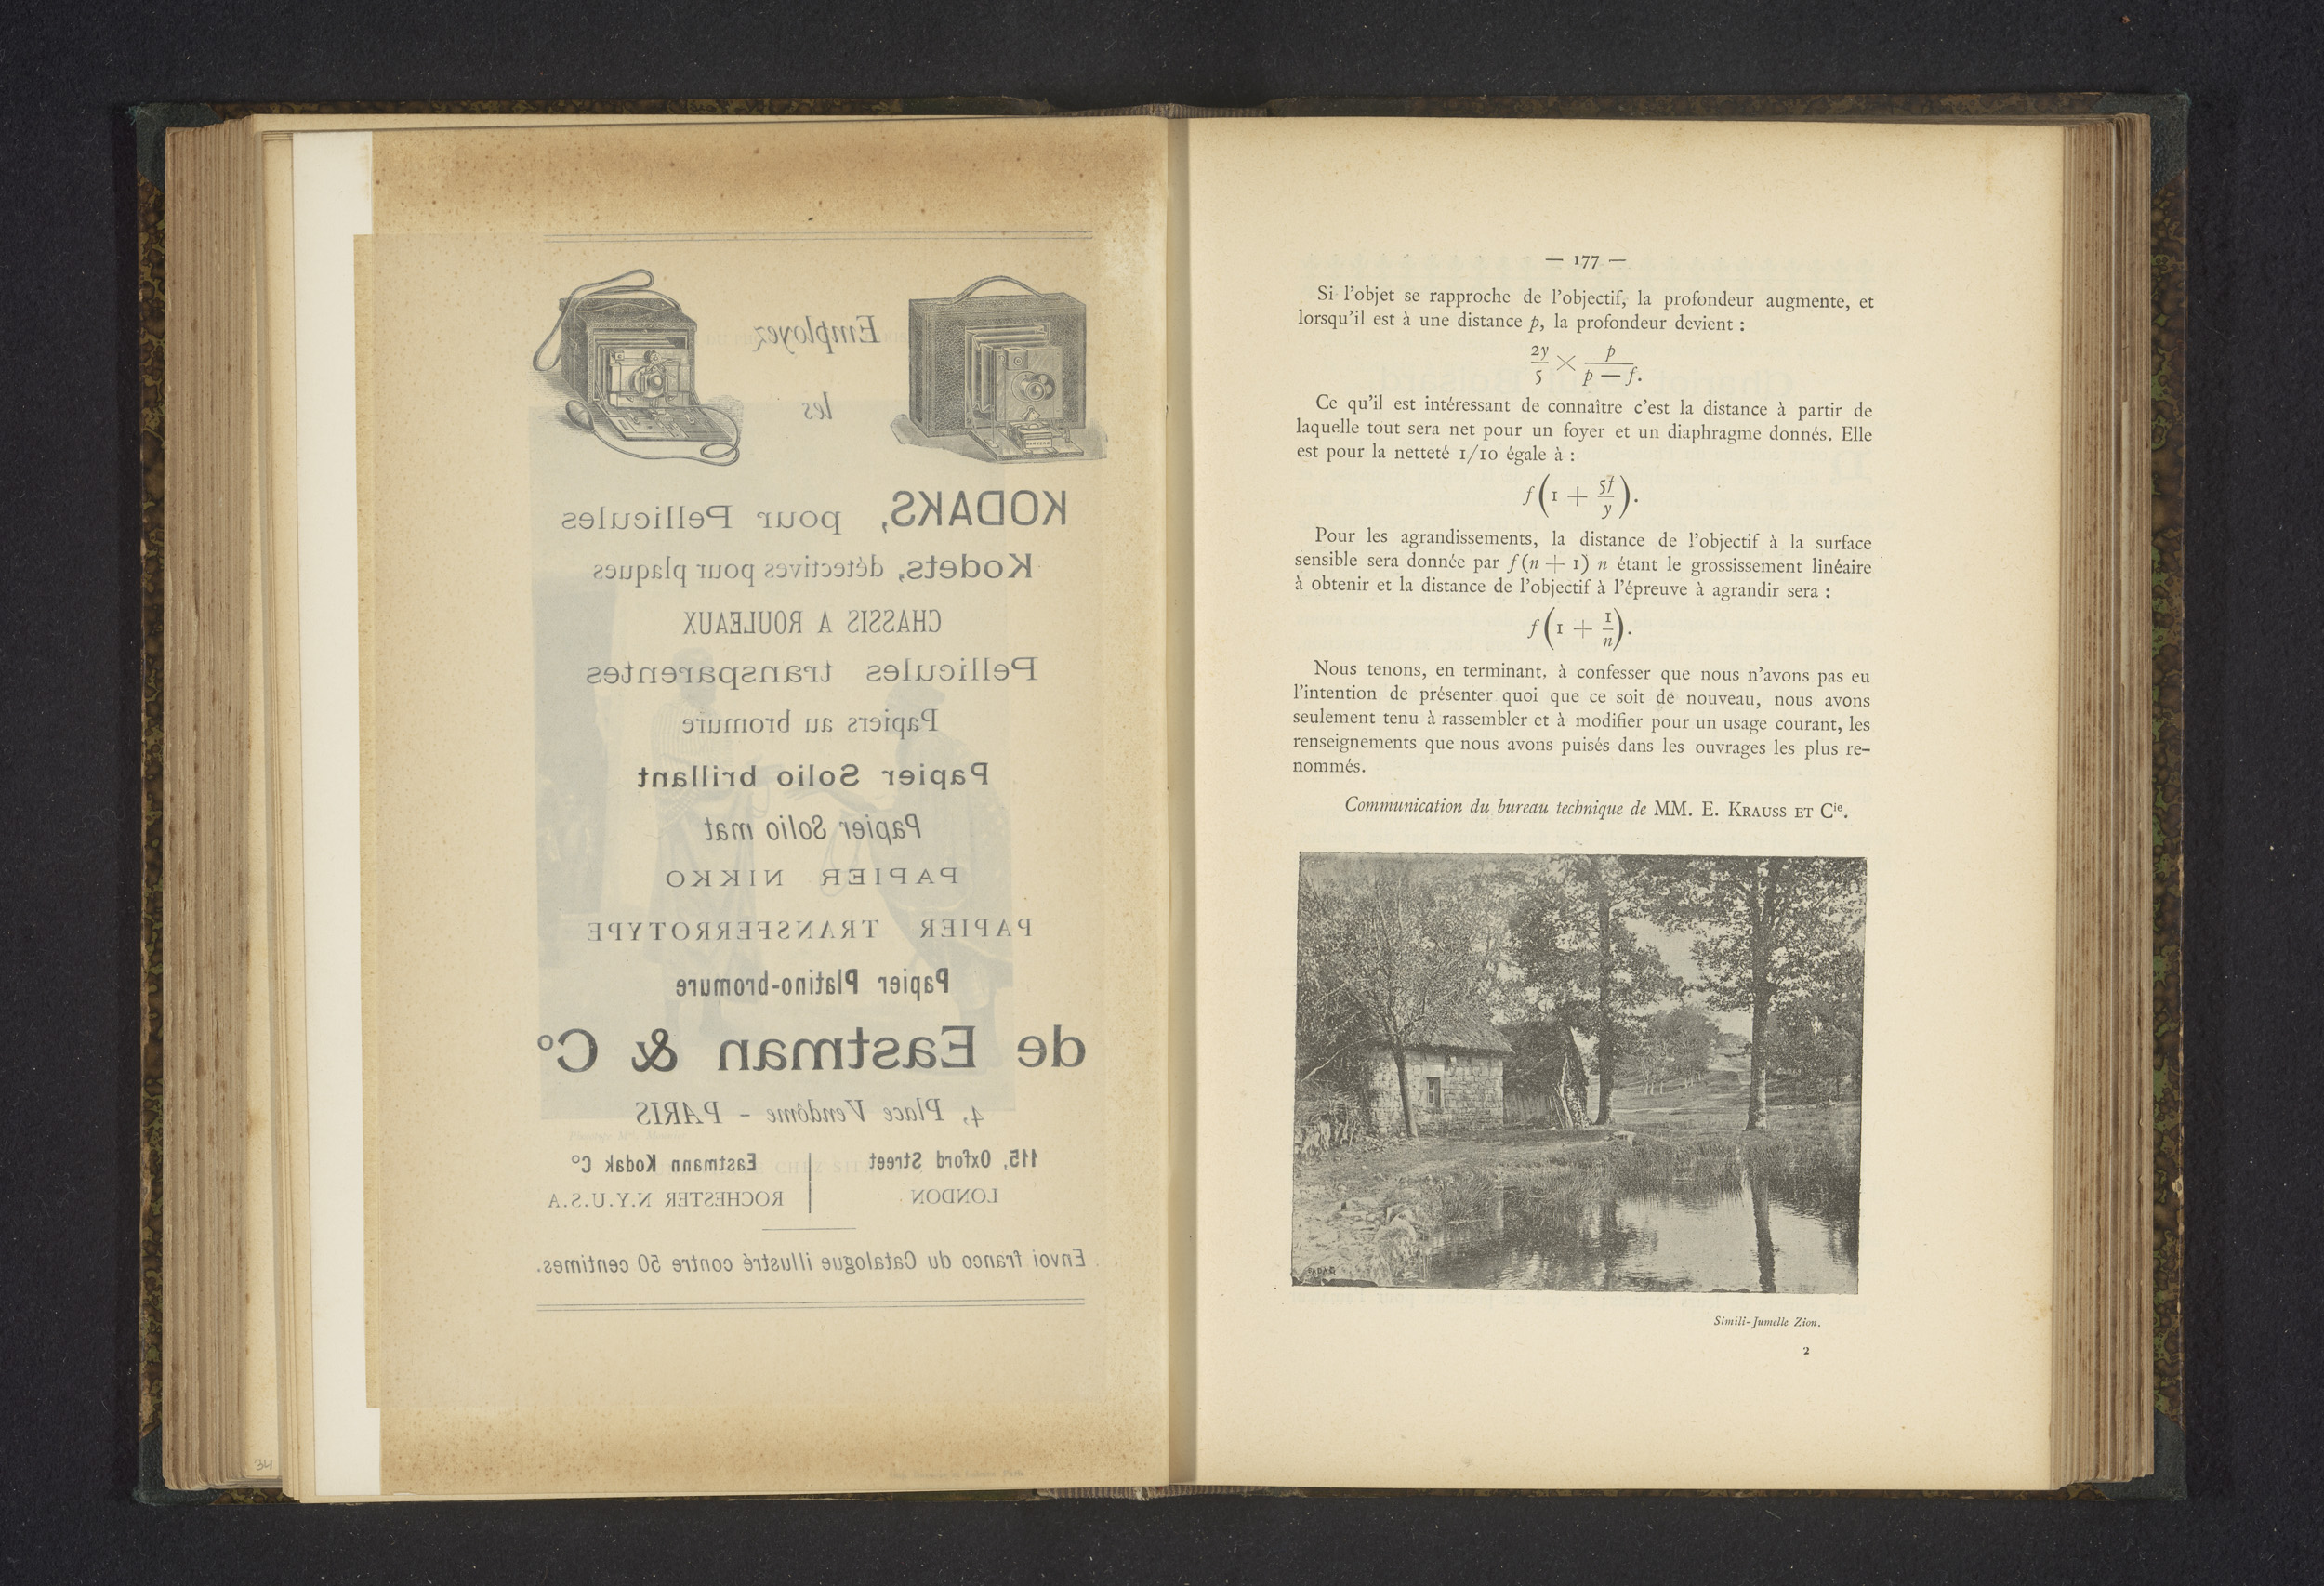 Employez
les
KODAKS, pour Pellicules
Kodets, détectives pour plaques
CHASSIS A ROULEAUX
Pellicules transparentes
Papiers au bromure
Papier Solio brillant
Papier Solio mat
PAPIER NIKKO
PAPIER TRANSFERROTYPE
Papier Platino-bromure
de Eastman & Cº
4, Place Vendôme - PARIS
115, Oxford Street
LONDON
Eastmann Kodak Cº
ROCHESTER N.Y.U.S.A
Envoi franco du Catalogue illustré contre 50 centimes.
34
— 177 —
Si l'objet se rapproche de l'objectif, la profondeur augmente, et
lorsqu'il est à une distance p, la profondeur devient :
2y/5 × p/(p — f.
Ce qu'il est intéressant de connaître c'est la distance à partir de
laquelle tout sera net pour un foyer et un diaphragme donnés. Elle
est pour la netteté 1/10 égale à :
f(1 + 5f/y).
Pour les agrandissements, la distance de l'objectif à la surface
sensible sera donnée par f(n + 1) n étant le grossissement linéaire
à obtenir et la distance de l'objectif à l'épreuve à agrandir sera :
f(1 + 1/n).
Nous tenons, en terminant, à confesser que nous n'avons pas eu
l'intention de présenter quoi que ce soit de nouveau, nous avons
seulement tenu à rassembler et à modifier pour un usage courant, les
renseignements que nous avons puisés dans les ouvrages les plus re-
nommés.
Communication du bureau technique de MM. E. KRAUSS ET Cie.
Simili-Jumelle Zion.
2